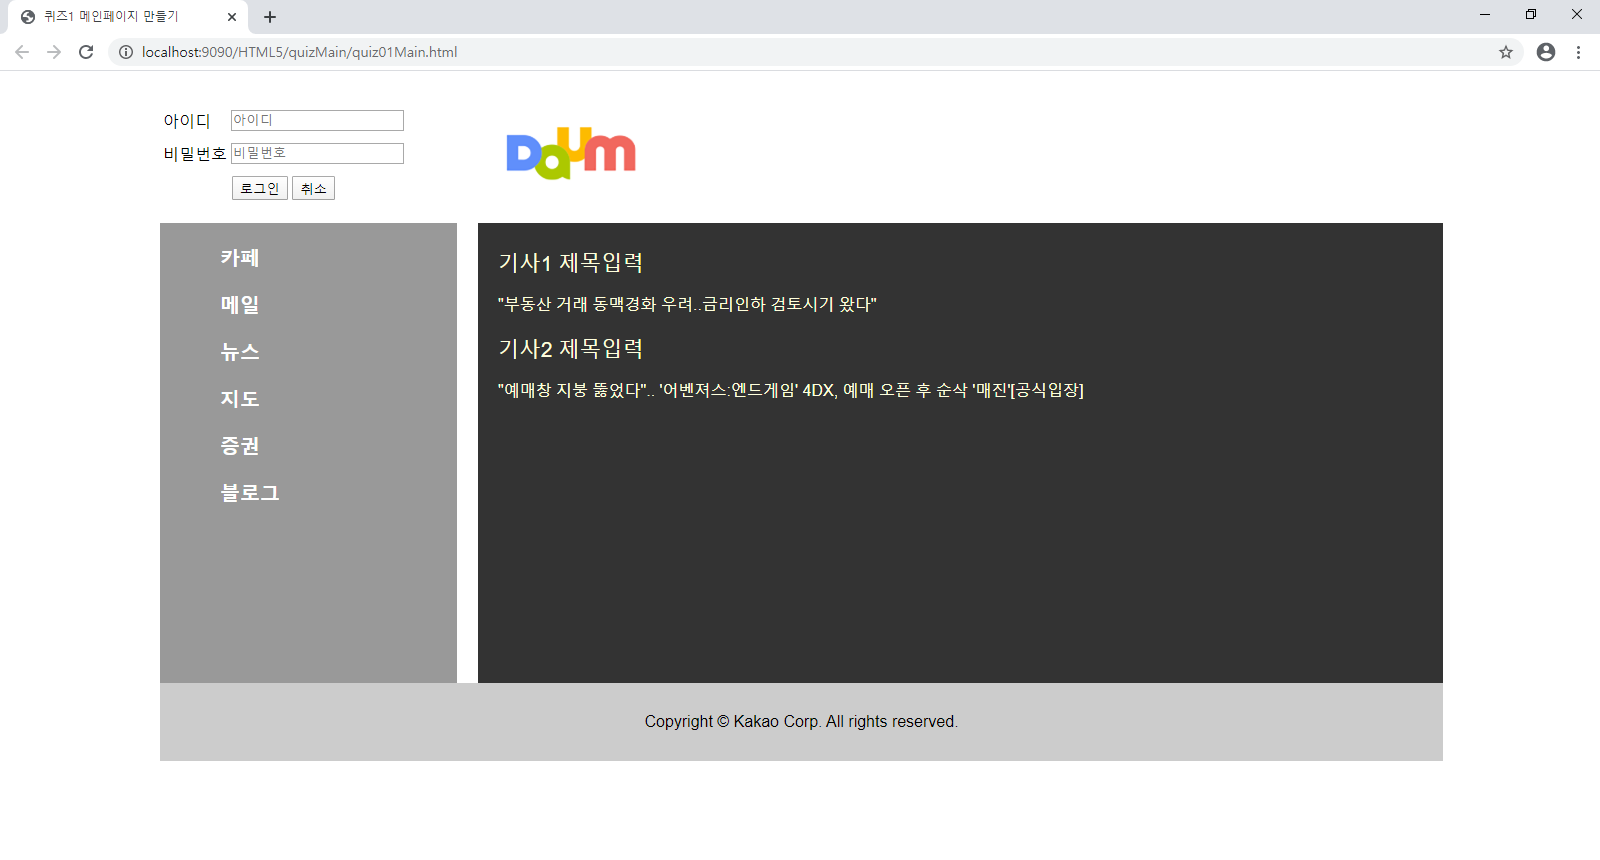 퀴즈1 메인페이지 만들기
localhost:9090/HTML5/quizMain/quiz01Main.html
아이디 아이디
비밀번호 비밀번호
로그인 취소
Daum
카페
메일
뉴스
지도
증권
블로그
기사1 제목입력
"부동산 거래 동맥경화 우려..금리인하 검토시기 왔다"
기사2 제목입력
"예매창 지붕 뚫었다".. '어벤져스:엔드게임' 4DX, 예매 오픈 후 순삭 '매진'[공식입장]
Copyright © Kakao Corp. All rights reserved.